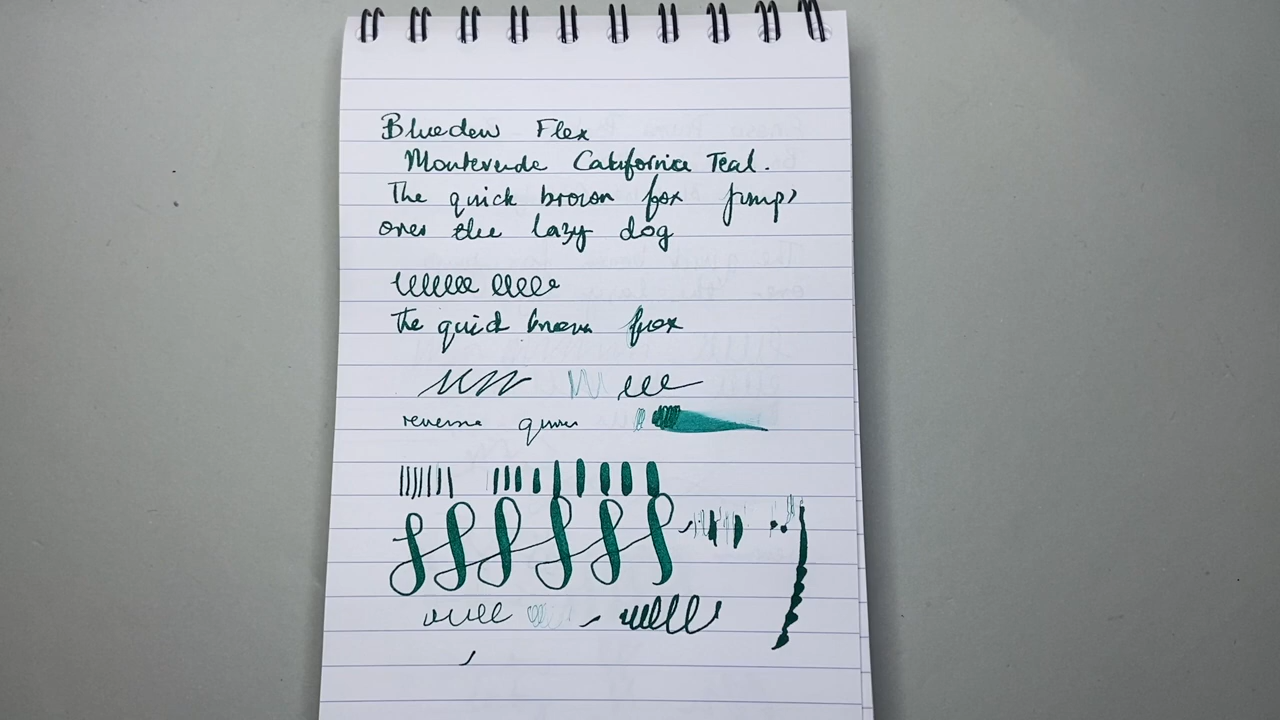 Bluedew Flex
Monteverde California Teal.
The quick brown fox jumps
over the lazy dog
The quick brown fox
reverse